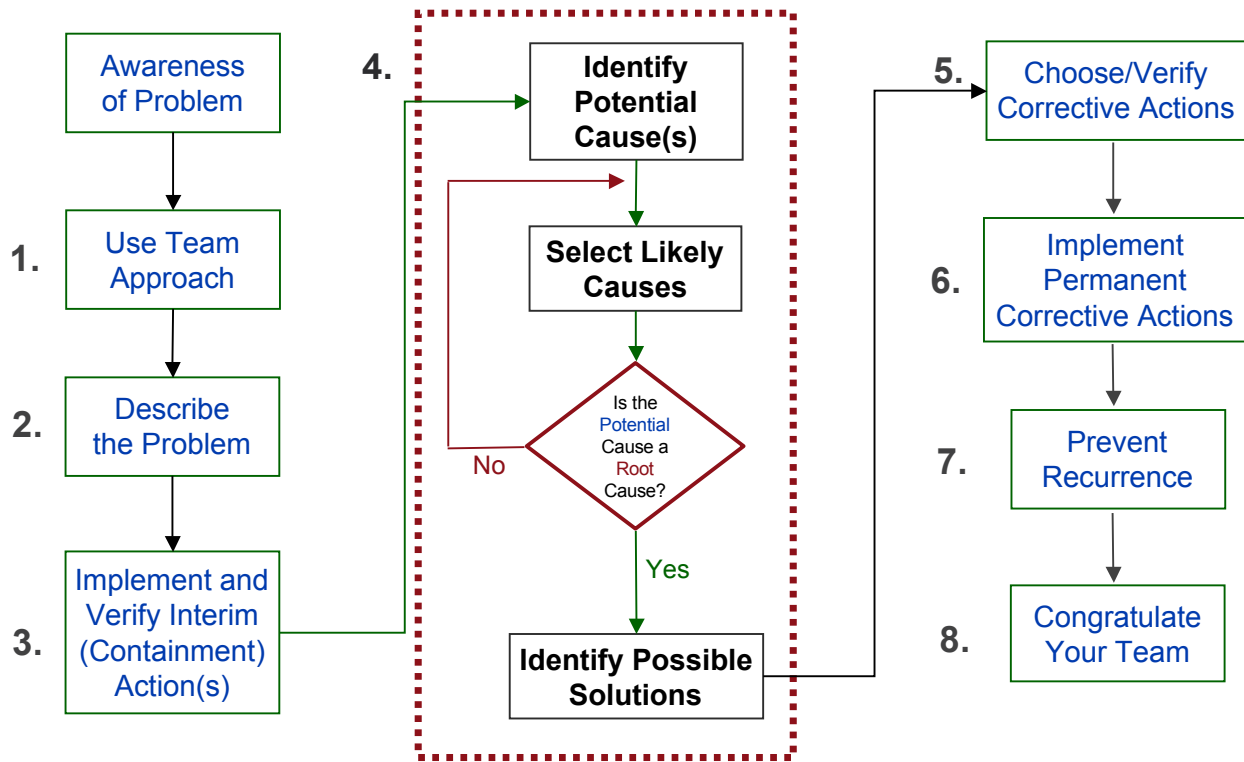 Awareness
of Problem
1.
Use Team
Approach
2.
Describe
the Problem
3.
Implement and
Verify Interim
(Containment)
Action(s)
4.
Identify
Potential
Cause(s)
Select Likely
Causes
Is the
Potential
Cause a
Root
Cause?
No
Yes
Identify Possible
Solutions
5.
Choose/Verify
Corrective Actions
6.
Implement
Permanent
Corrective Actions
7.
Prevent
Recurrence
8.
Congratulate
Your Team